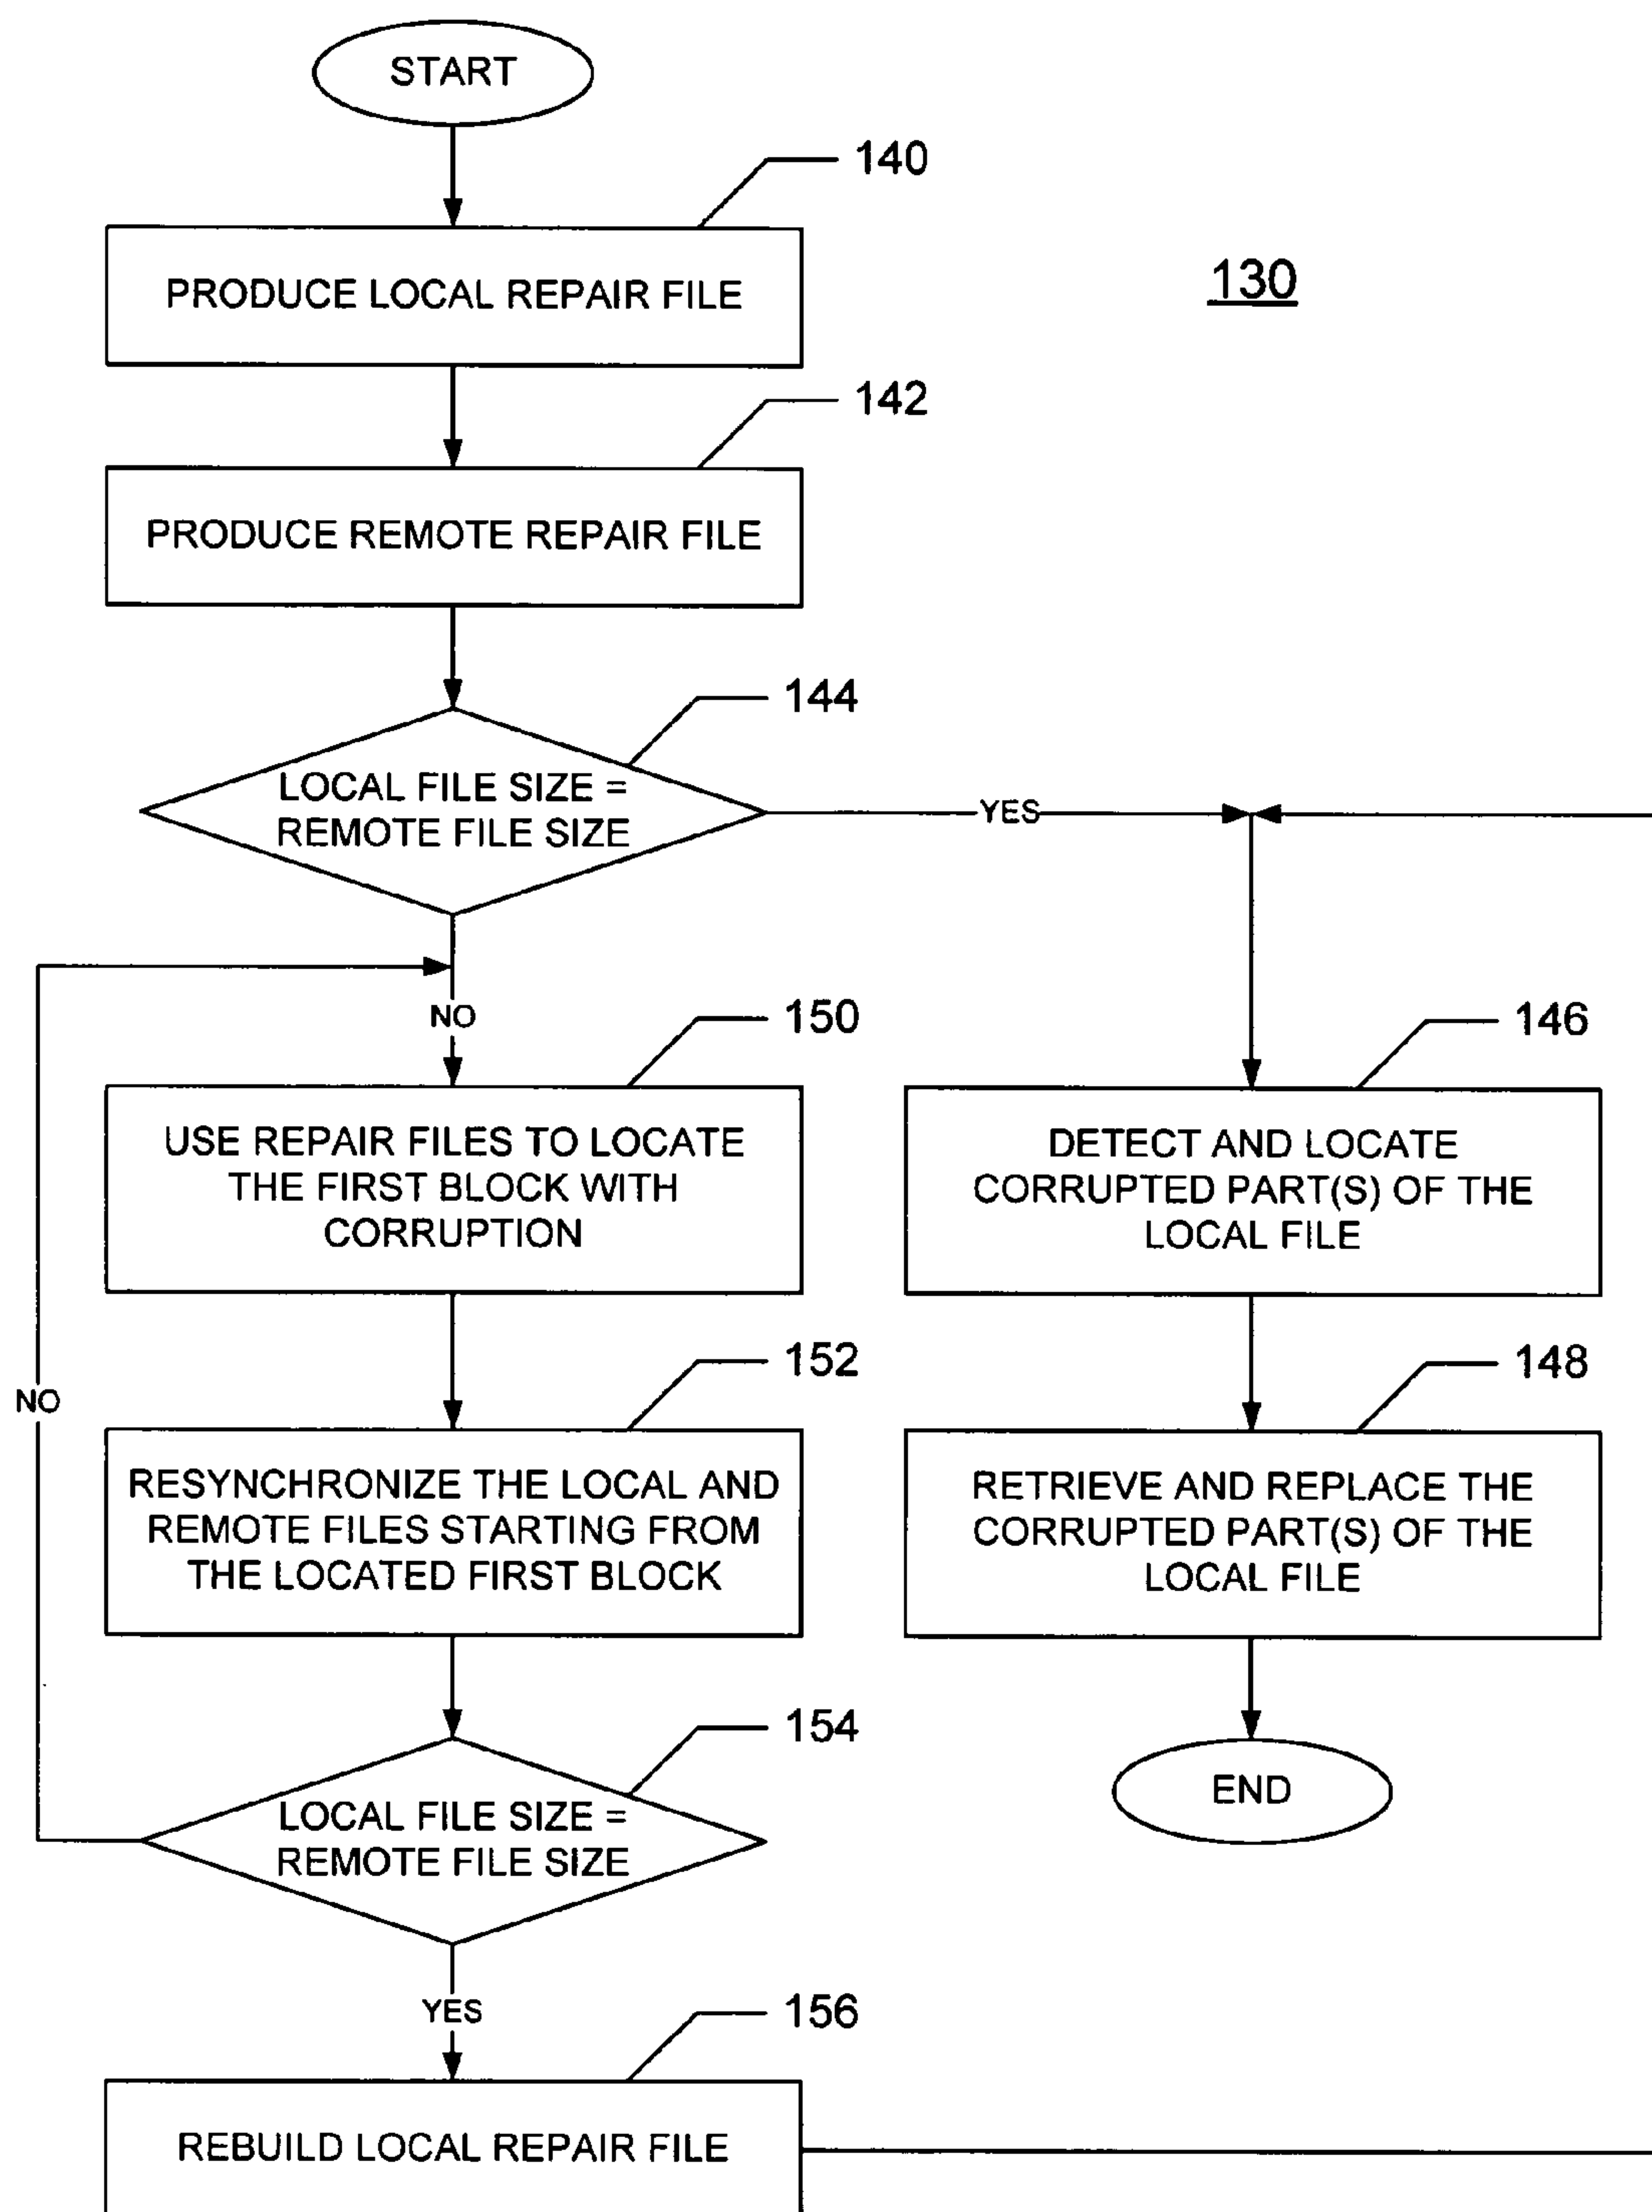 START
140
PRODUCE LOCAL REPAIR FILE
130
142
PRODUCE REMOTE REPAIR FILE
144
LOCAL FILE SIZE =
REMOTE FILE SIZE
YES
NO
150
USE REPAIR FILES TO LOCATE
THE FIRST BLOCK WITH
CORRUPTION
146
DETECT AND LOCATE
CORRUPTED PART(S) OF THE
LOCAL FILE
152
RESYNCHRONIZE THE LOCAL AND
REMOTE FILES STARTING FROM
THE LOCATED FIRST BLOCK
148
RETRIEVE AND REPLACE THE
CORRUPTED PART(S) OF THE
LOCAL FILE
NO
154
LOCAL FILE SIZE =
REMOTE FILE SIZE
END
YES
156
REBUILD LOCAL REPAIR FILE